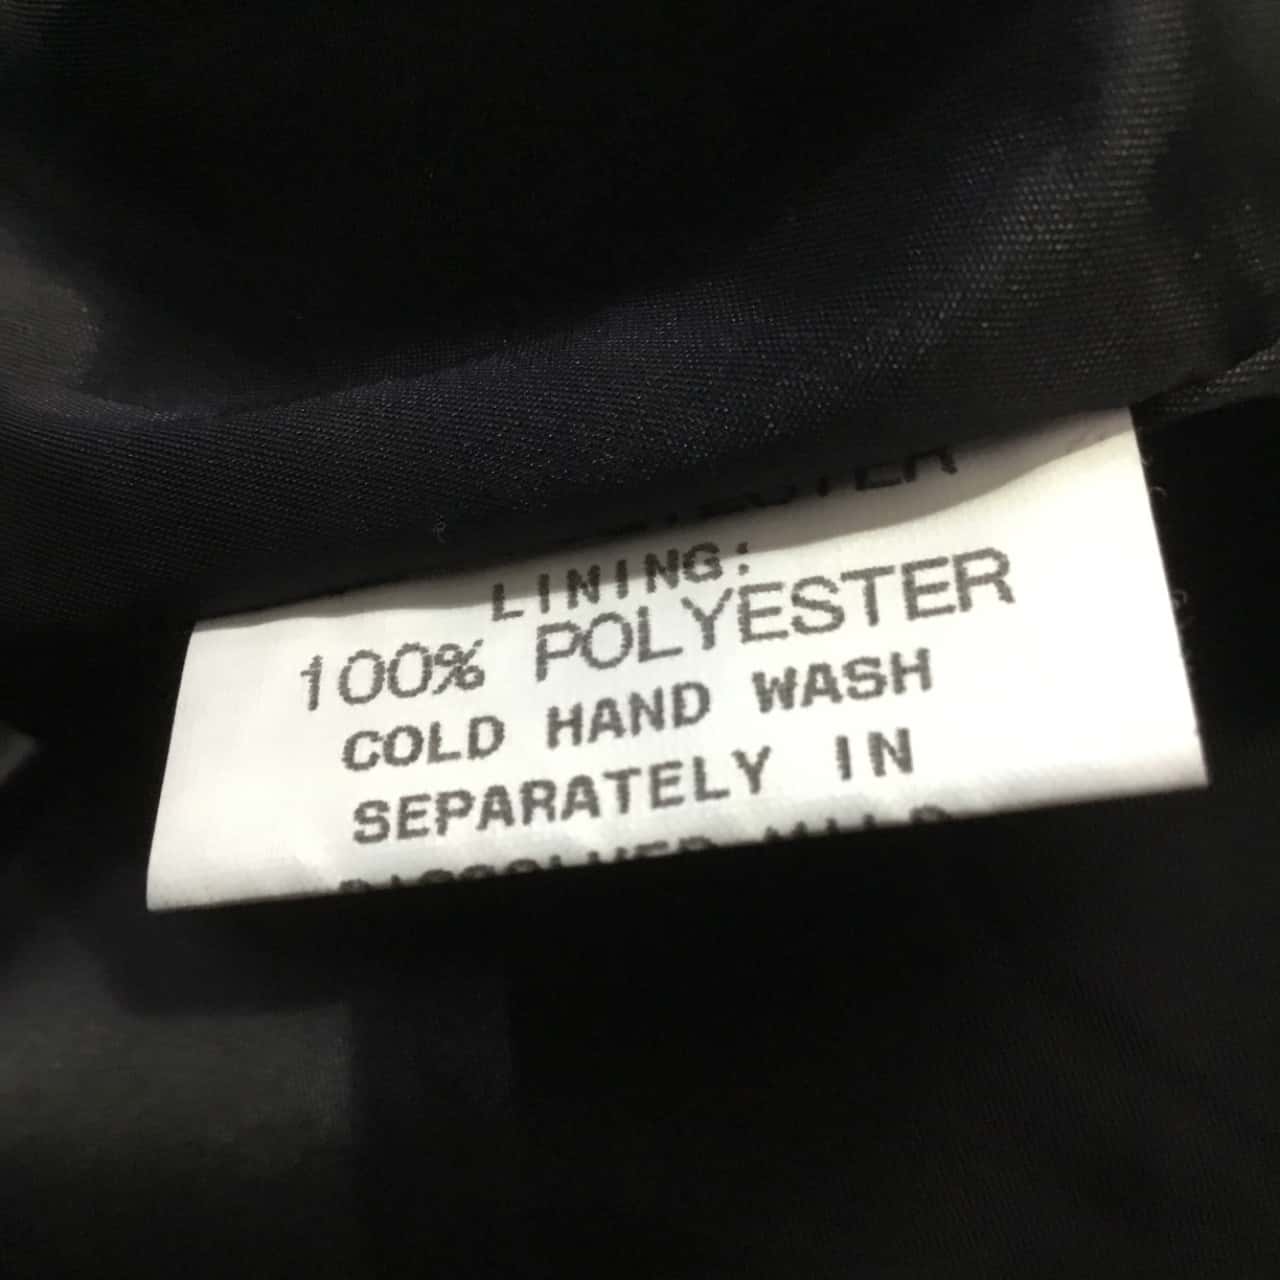 LINING:
100% POLYESTER
COLD HAND WASH
SEPARATELY IN